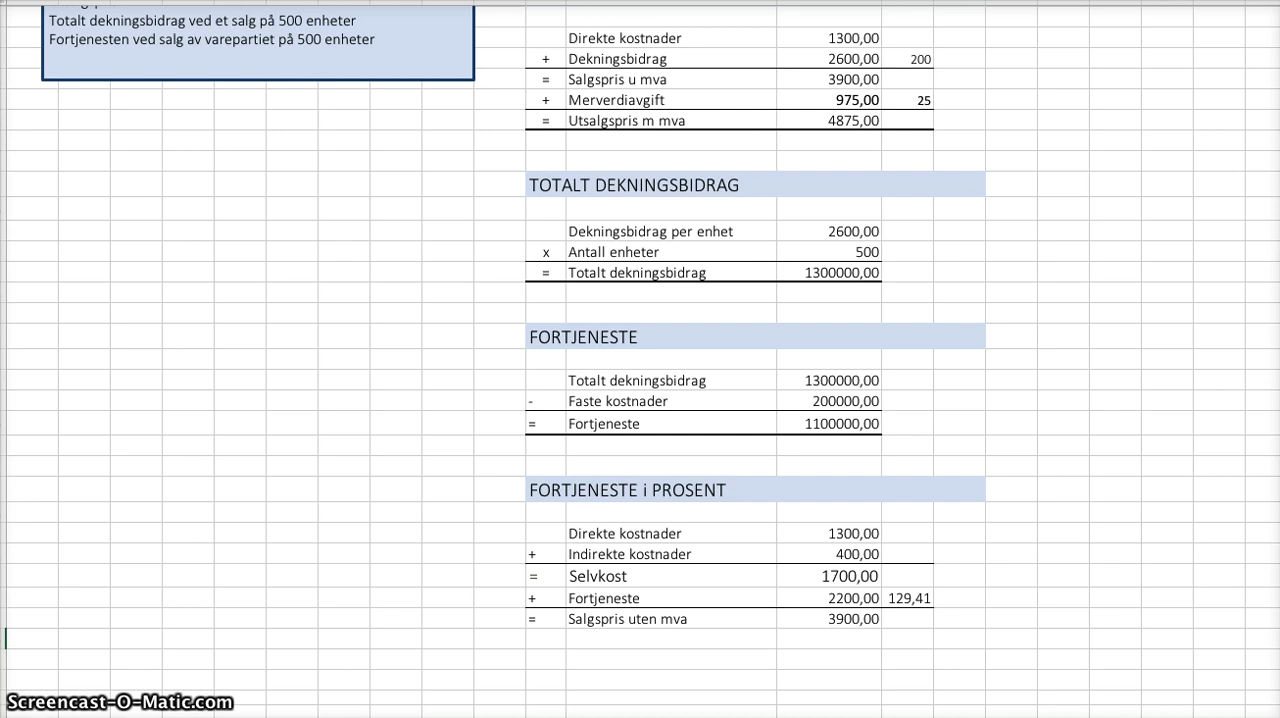 Totalt dekningsbidrag ved et salg på 500 enheter
Fortjenesten ved salg av varepartiet på 500 enheter
Direkte kostnader 1300,00
+ Dekningsbidrag 2600,00 200
= Salgspris u mva 3900,00
+ Merverdiavgift 975,00 25
= Utsalgspris m mva 4875,00
TOTALT DEKNINGSBIDRAG
Dekningsbidrag per enhet 2600,00
x Antall enheter 500
= Totalt dekningsbidrag 1300000,00
FORTJENESTE
Totalt dekningsbidrag 1300000,00
- Faste kostnader 200000,00
= Fortjeneste 1100000,00
FORTJENESTE i PROSENT
Direkte kostnader 1300,00
+ Indirekte kostnader 400,00
= Selvkost 1700,00
+ Fortjeneste 2200,00 129,41
= Salgspris uten mva 3900,00
Screencast-O-Matic.com